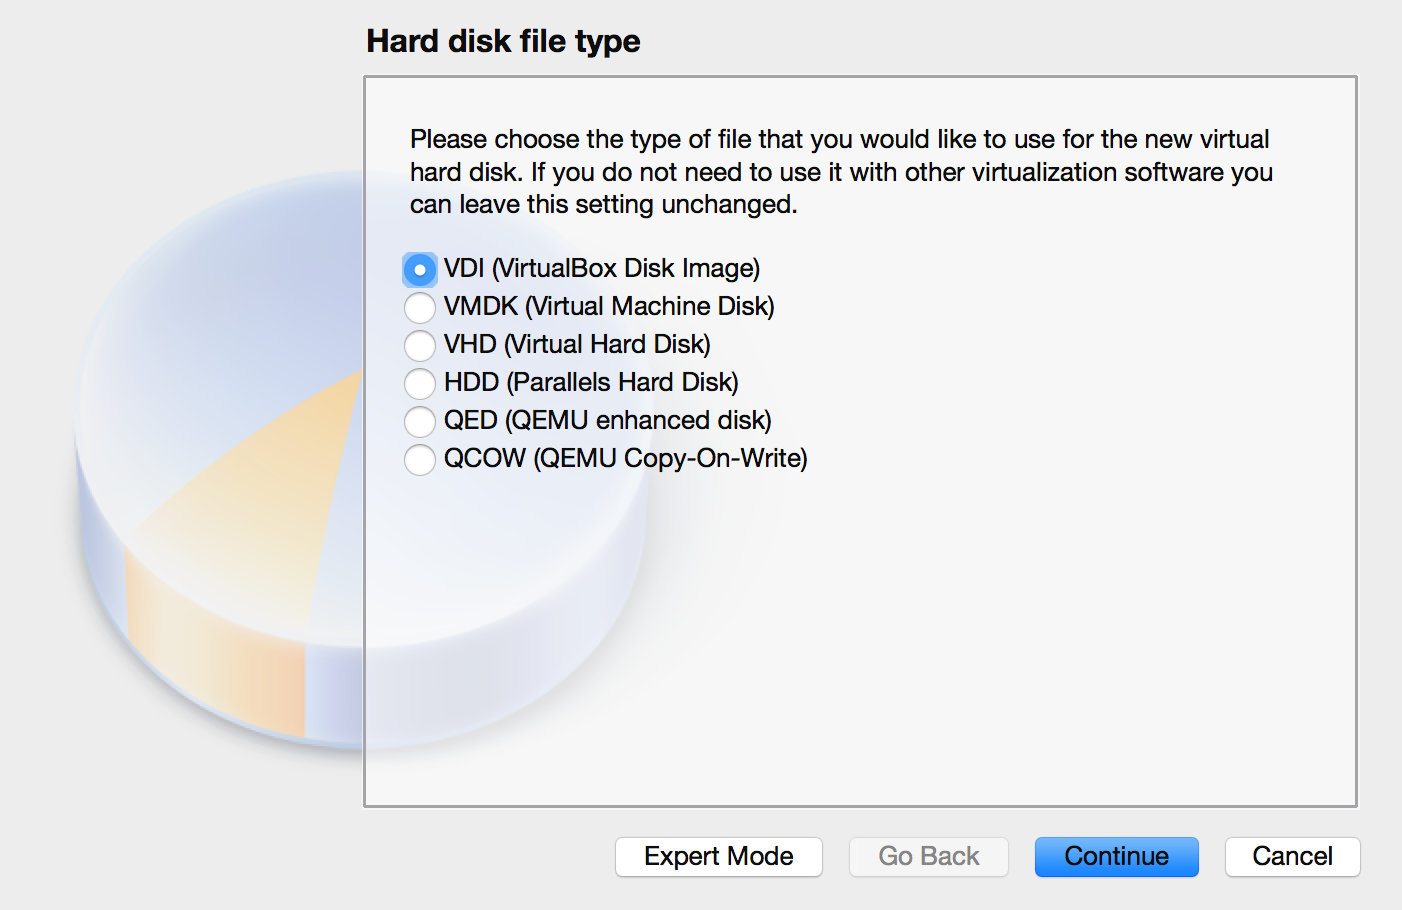 Hard disk file type
Please choose the type of file that you would like to use for the new virtual
hard disk. If you do not need to use it with other virtualization software you
can leave this setting unchanged.
VDI (VirtualBox Disk Image)
VMDK (Virtual Machine Disk)
VHD (Virtual Hard Disk)
HDD (Parallels Hard Disk)
QED (QEMU enhanced disk)
QCOW (QEMU Copy-On-Write)
Expert Mode
Go Back
Continue
Cancel